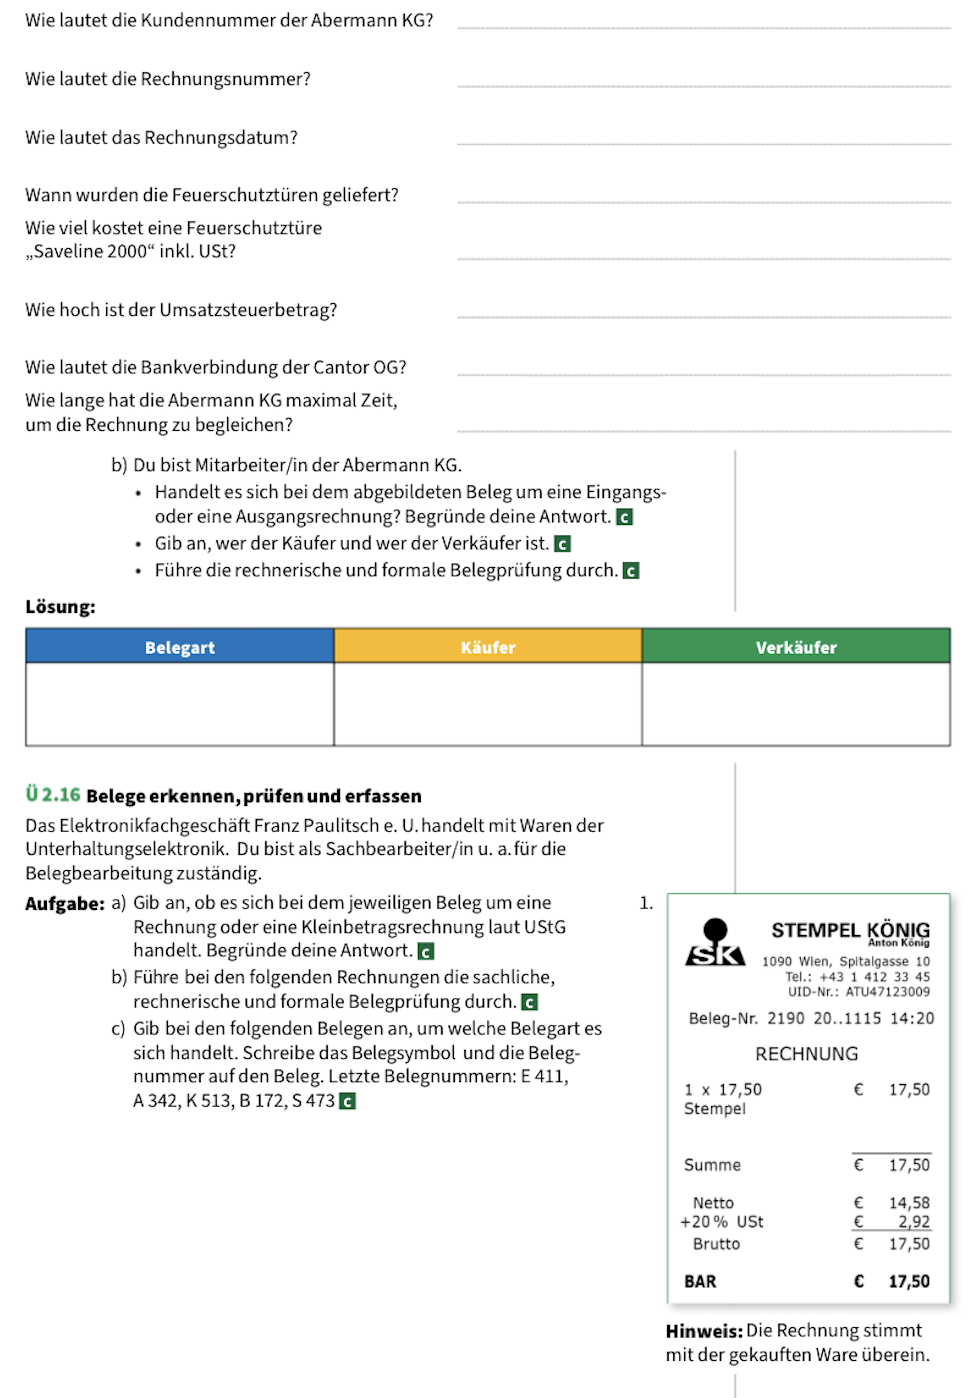 Wie lautet die Kundennummer der Abermann KG?
Wie lautet die Rechnungsnummer?
Wie lautet das Rechnungsdatum?
Wann wurden die Feuerschutztüren geliefert?
Wie viel kostet eine Feuerschutztüre
„Saveline 2000“ inkl. USt?
Wie hoch ist der Umsatzsteuerbetrag?
Wie lautet die Bankverbindung der Cantor OG?
Wie lange hat die Abermann KG maximal Zeit,
um die Rechnung zu begleichen?
b) Du bist Mitarbeiter/in der Abermann KG.
• Handelt es sich bei dem abgebildeten Beleg um eine Eingangs-
oder eine Ausgangsrechnung? Begründe deine Antwort. C
• Gib an, wer der Käufer und wer der Verkäufer ist. C
• Führe die rechnerische und formale Belegprüfung durch. C
Lösung:
Belegart Käufer Verkäufer
Ü 2.16 Belege erkennen, prüfen und erfassen
Das Elektronikfachgeschäft Franz Paulitsch e. U. handelt mit Waren der
Unterhaltungselektronik. Du bist als Sachbearbeiter/in u. a. für die
Belegbearbeitung zuständig.
Aufgabe: a) Gib an, ob es sich bei dem jeweiligen Beleg um eine
Rechnung oder eine Kleinbetragsrechnung laut UStG
handelt. Begründe deine Antwort. C
b) Führe bei den folgenden Rechnungen die sachliche,
rechnerische und formale Belegprüfung durch. C
c) Gib bei den folgenden Belegen an, um welche Belegart es
sich handelt. Schreibe das Belegsymbol und die Beleg-
nummer auf den Beleg. Letzte Belegnummern: E 411,
A 342, K 513, B 172, S 473 C
1.
SK
STEMPEL KÖNIG
Anton König
1090 Wien, Spitalgasse 10
Tel.: +43 1 412 33 45
UID-Nr.: ATU47123009
Beleg-Nr. 2190 20..1115 14:20
RECHNUNG
1 x 17,50 € 17,50
Stempel
Summe € 17,50
Netto € 14,58
+20 % USt € 2,92
Brutto € 17,50
BAR € 17,50
Hinweis: Die Rechnung stimmt
mit der gekauften Ware überein.